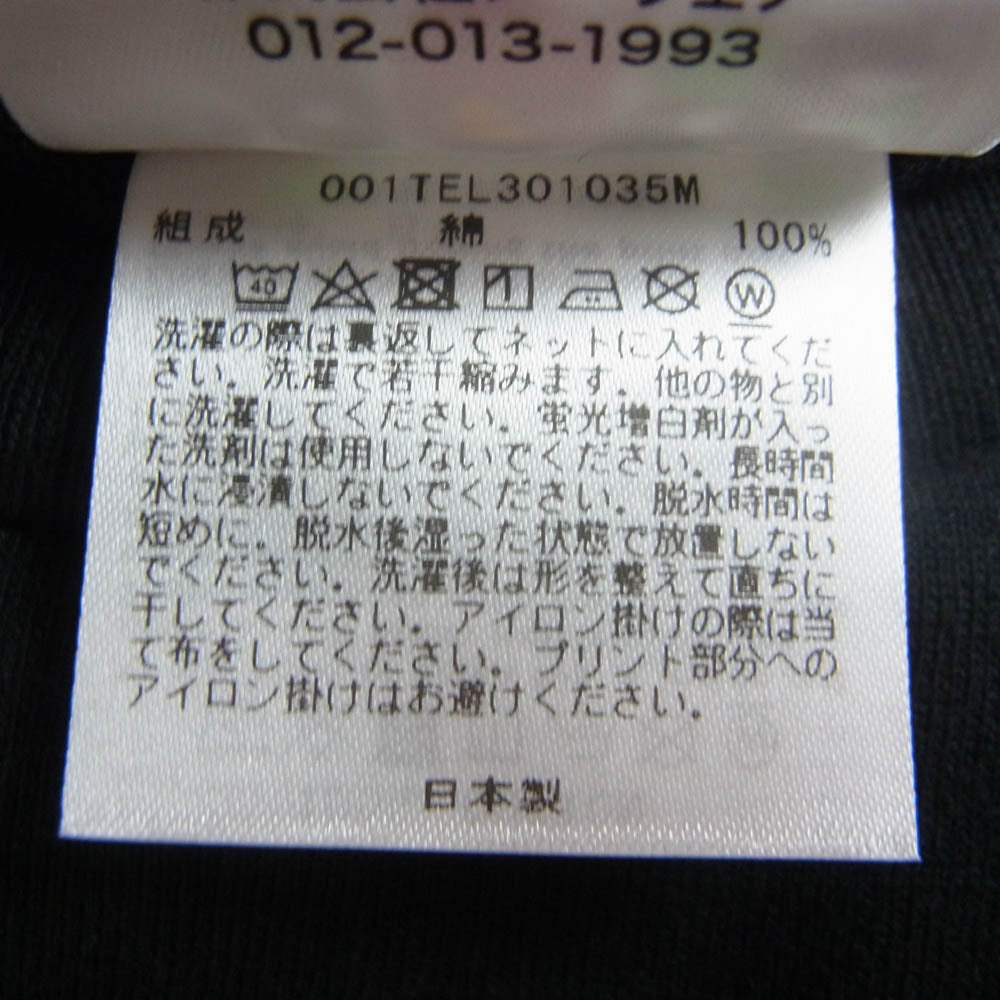 012-013-1993
001TEL301035M
組成 綿 100%
40 W
洗濯の際は裏返してネットに入れてくだ
さい。洗濯で若干縮みます。他の物と別
に洗濯してください。蛍光増白剤が入っ
た洗剤は使用しないでください。長時間
水に浸漬しないでください。脱水時間は
短めに。脱水後湿った状態で放置しない
でください。洗濯後は形を整えて直ちに
干してください。アイロン掛けの際は当
て布をしてください。プリント部分への
アイロン掛けはお避けください。
日本製